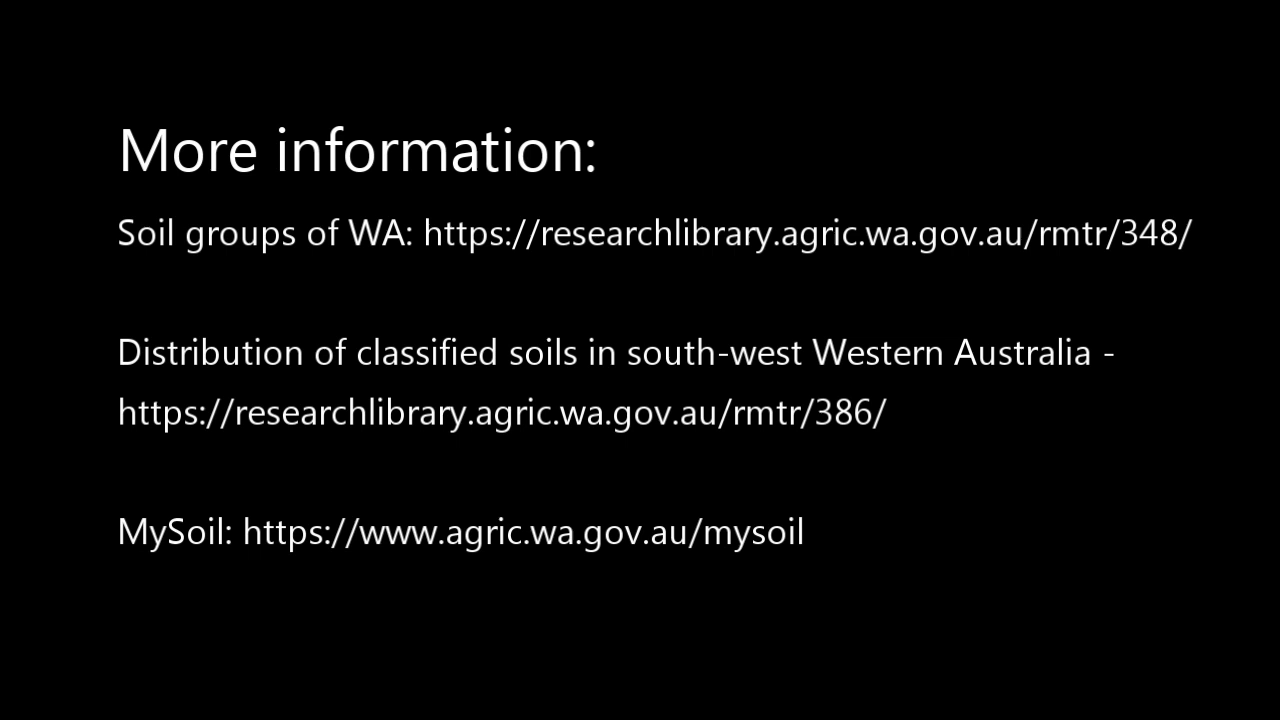 More information:
Soil groups of WA: https://researchlibrary.agric.wa.gov.au/rmtr/348/
Distribution of classified soils in south-west Western Australia -
https://researchlibrary.agric.wa.gov.au/rmtr/386/
MySoil: https://www.agric.wa.gov.au/mysoil